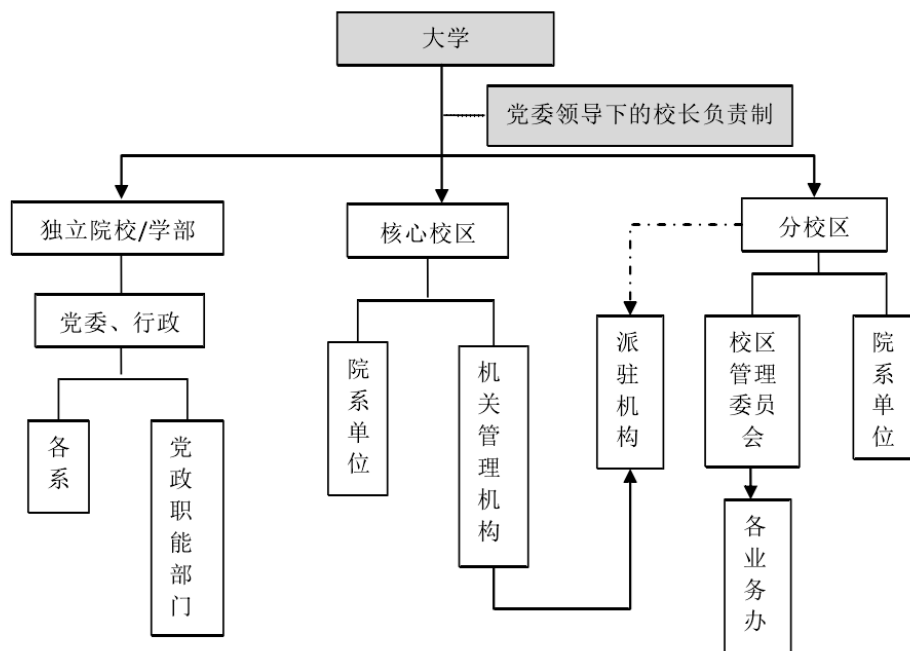 大学
党委领导下的校长负责制
独立院校/学部
核心校区
分校区
党委、行政
院系单位
机关管理机构
派驻机构
校区
管理
委员
会
院系单位
各系
党政职能部门
各业务办